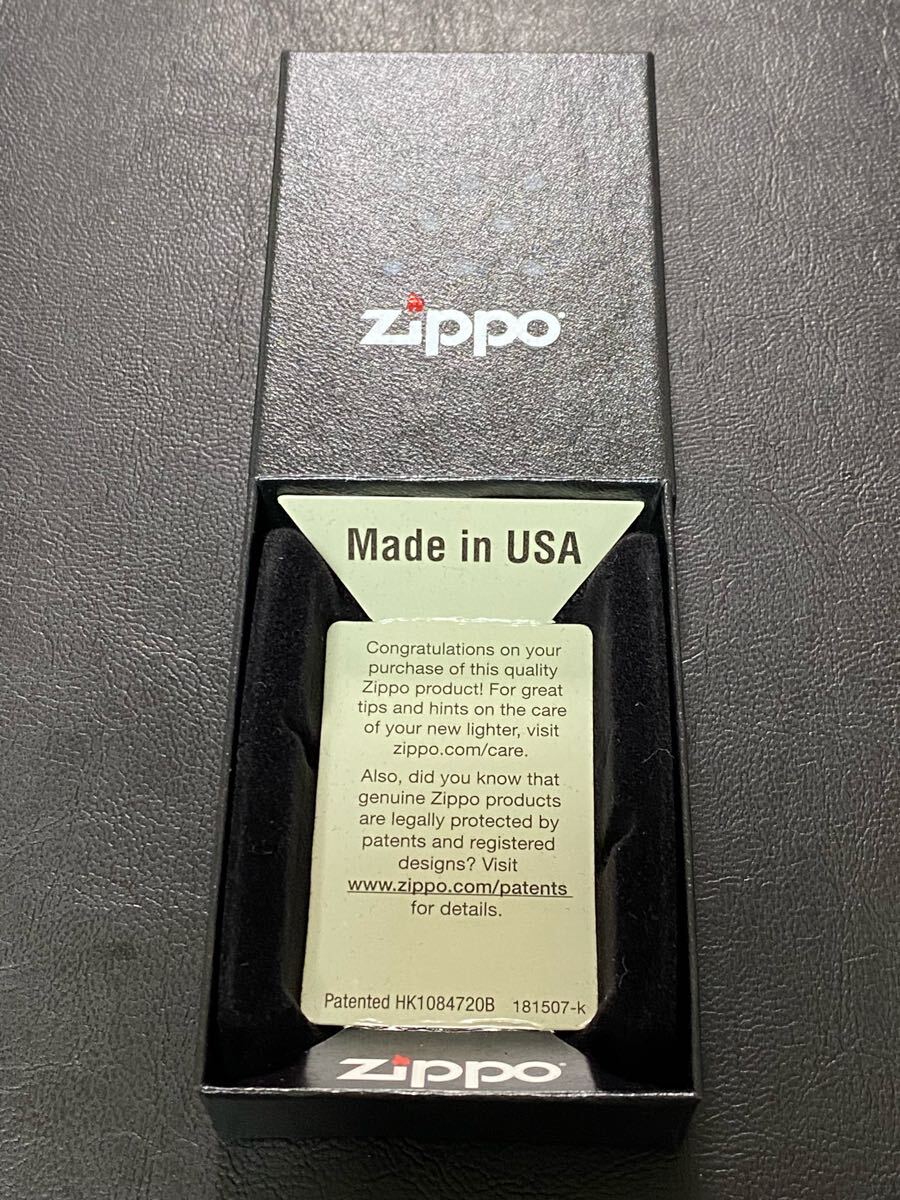 Zippo
Made in USA
Congratulations on your
purchase of this quality
Zippo product! For great
tips and hints on the care
of your new lighter, visit
zippo.com/care.
Also, did you know that
genuine Zippo products
are legally protected by
patents and registered
designs? Visit
www.zippo.com/patents
for details.
Patented HK1084720B 181507-k
Zippo